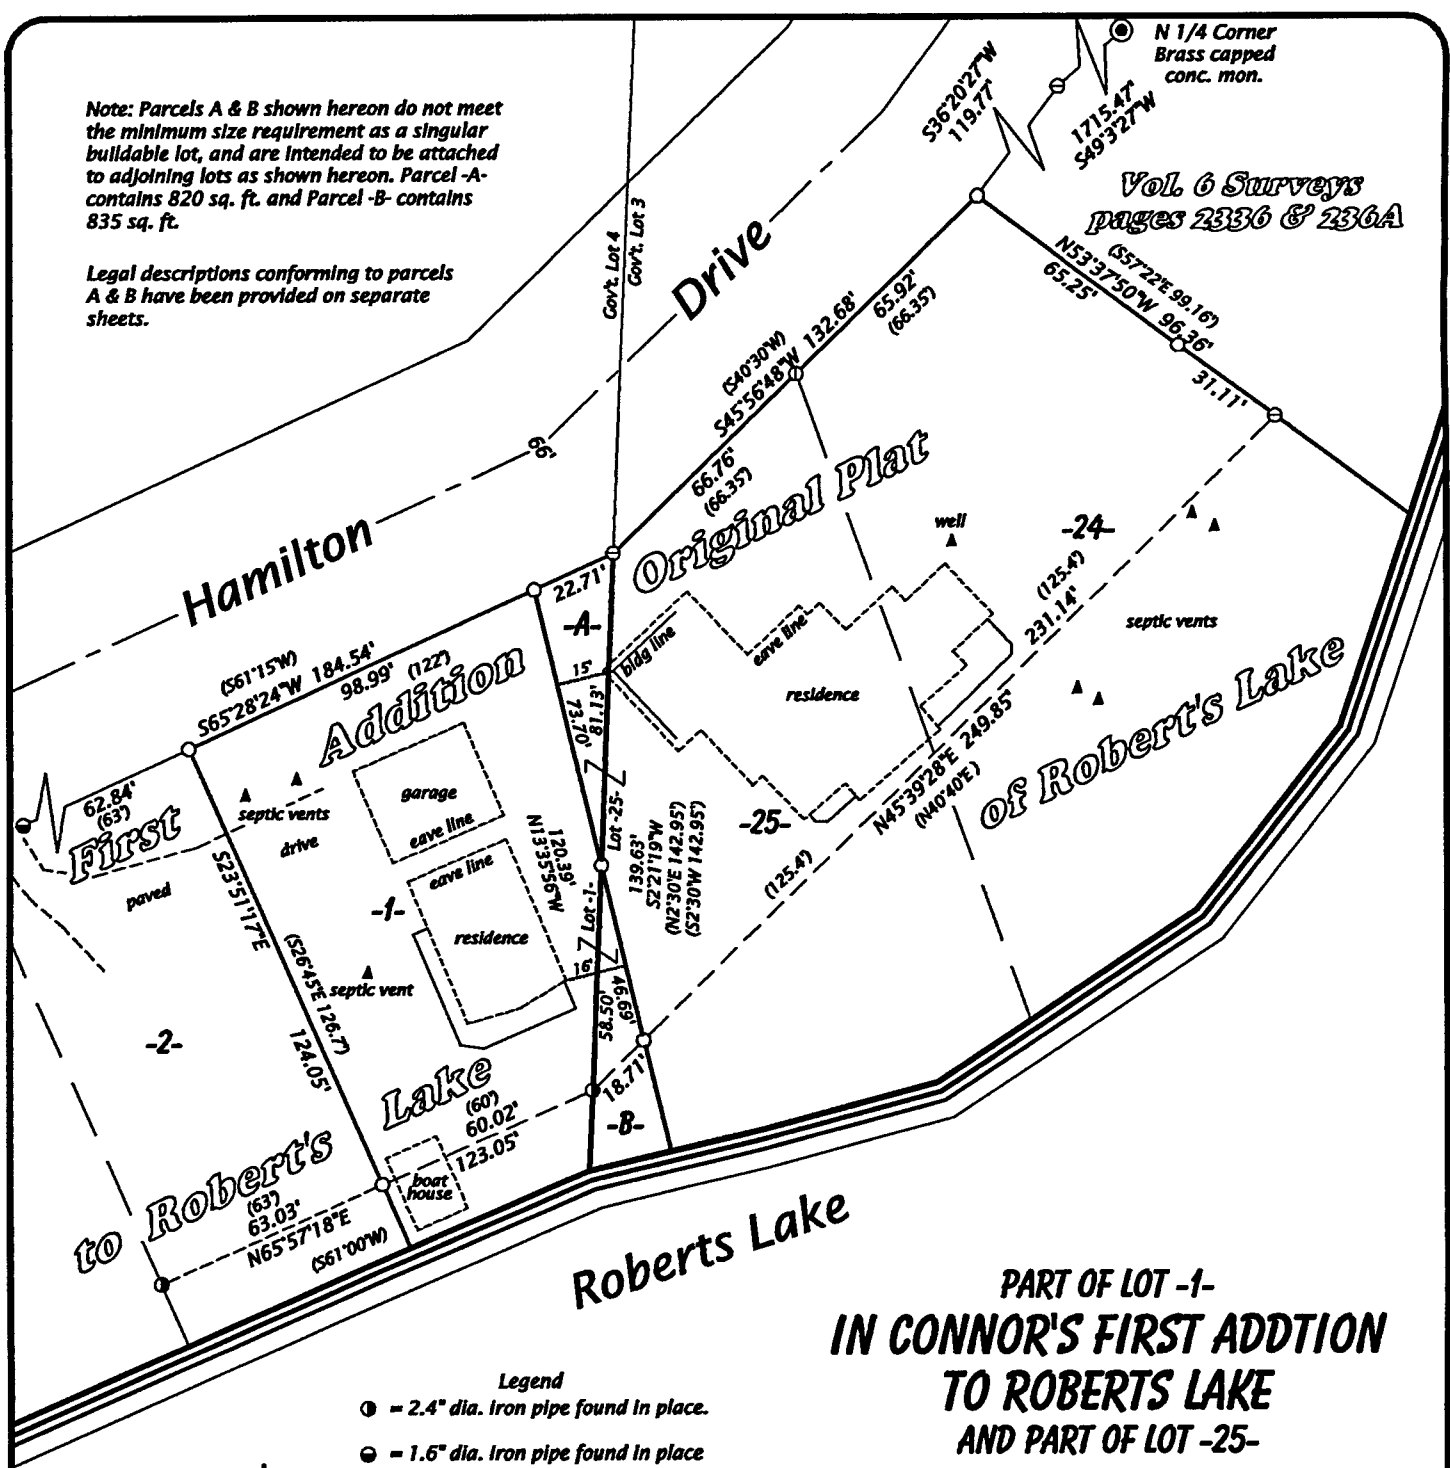 N 1/4 Corner
Brass capped
conc. mon.
Note: Parcels A & B shown hereon do not meet
the minimum size requirement as a singular
buildable lot, and are intended to be attached
to adjoining lots as shown hereon. Parcel -A-
contains 820 sq. ft. and Parcel -B- contains
835 sq. ft.
Legal descriptions conforming to parcels
A & B have been provided on separate
sheets.
S36°20'27"W
119.77'
1715.47'
S49°3'27"W
Vol. 6 Surveys
pages 2336 & 236A
Gov't. Lot 4
Gov't. Lot 3
Hamilton
Drive
66'
(S57°22'E 99.16')
N53°37'50"W 96.36'
65.25'
31.11'
(S40°30'W)
S45°56'48"W 132.68'
65.92'
(66.35')
66.76'
(66.35')
Original Plat
of Robert's Lake
well
-24-
(125.4')
231.14'
septic vents
22.71'
-A-
15'
bldg line
eave line
residence
73.70'
81.13'
(S61°15'W)
S65°28'24"W 184.54'
98.99' (122')
First
Addition
62.84'
(63')
septic vents
drive
paved
garage
eave line
eave line
residence
-1-
septic vent
S23°51'17"E
124.05'
(S26°45'E 126.7')
120.39'
N13°35'56"W
Lot -25-
Lot -1-
139.63'
S2°21'19"W
(N2°30'E 142.95')
(S2°30'W 142.95')
-25-
N45°39'28"E 249.85'
(N40°40'E )
(125.4')
16'
58.50'
46.69'
18.71'
-B-
-2-
to Robert's
Lake
(60')
60.02'
123.05'
boat
house
(63')
63.03'
N65°57'18"E
(S61°00'W)
Roberts Lake
PART OF LOT -1-
IN CONNOR'S FIRST ADDTION
TO ROBERTS LAKE
AND PART OF LOT -25-
Legend
= 2.4" dia. iron pipe found in place.
= 1.6" dia. iron pipe found in place